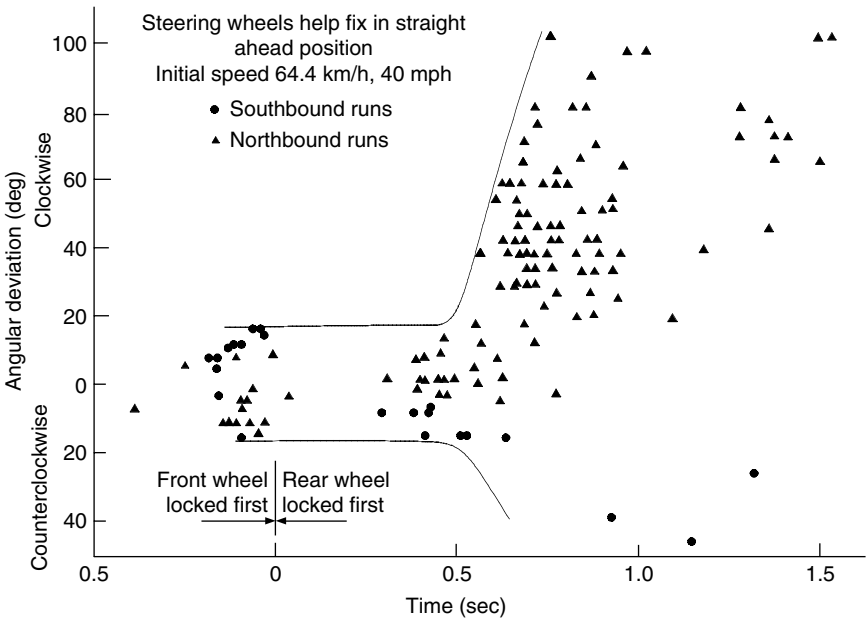 Steering wheels help fix in straight
ahead position
Initial speed 64.4 km/h, 40 mph
Southbound runs
Northbound runs
Angular deviation (deg)
Clockwise
Counterclockwise
100
80
60
40
20
0
20
40
Front wheel
locked first
Rear wheel
locked first
0.5
0
0.5
1.0
1.5
Time (sec)